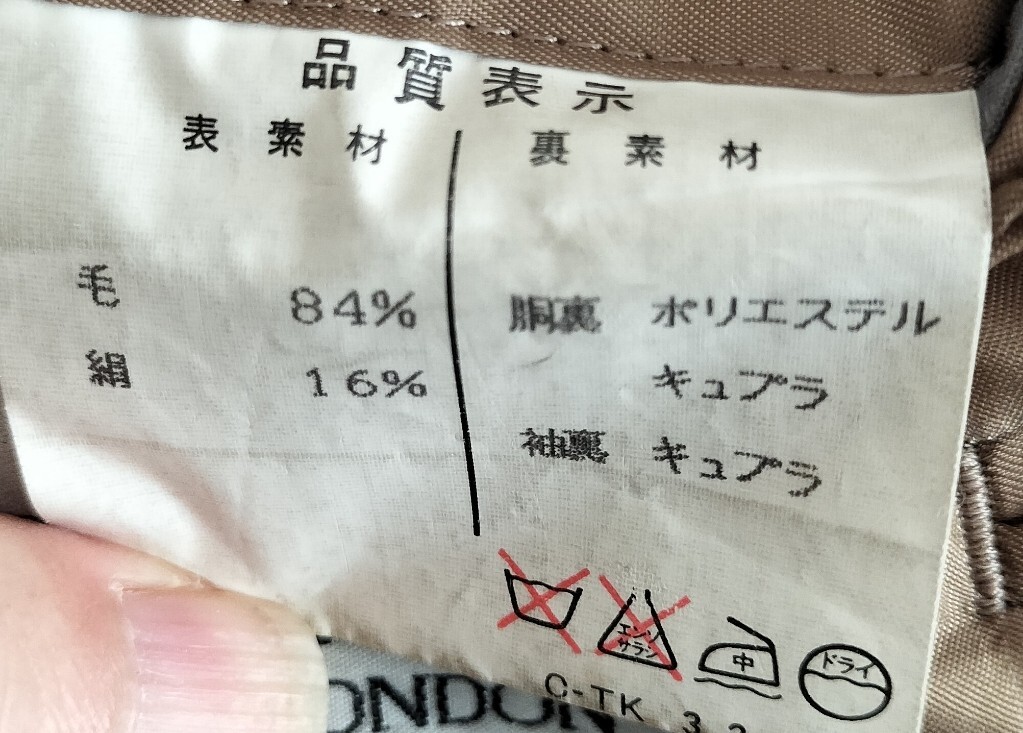 品質表示
表素材
毛 84%
絹 16%
裏素材
胴裏 ポリエステル
キュプラ
袖裏 キュプラ
エンソ
サラシ
中
ドライ
C-TK
ONDON